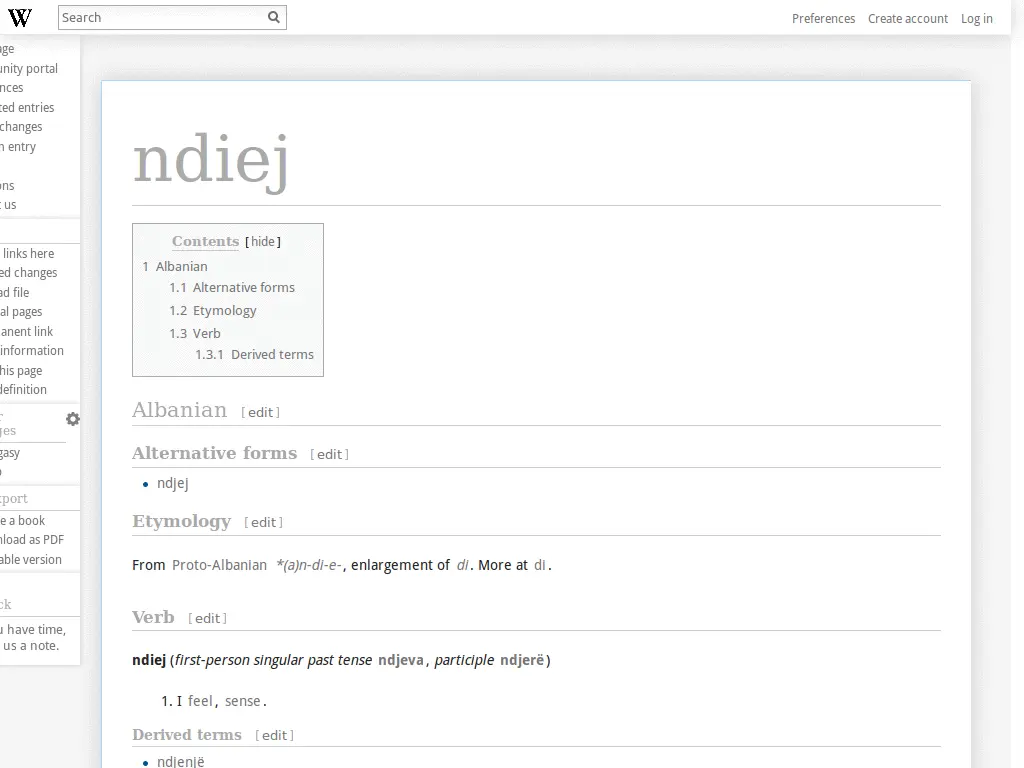 W Search
Preferences Create account Log in
age
unity portal
nces
ted entries
changes
n entry
ons
t us
links here
ed changes
ad file
al pages
anent link
information
his page
definition
ges
gasy
xport
e a book
nload as PDF
able version
ck
u have time,
us a note.
ndiej
Contents [hide]
1 Albanian
1.1 Alternative forms
1.2 Etymology
1.3 Verb
1.3.1 Derived terms
Albanian [edit]
Alternative forms [edit]
ndjej
Etymology [edit]
From Proto-Albanian *(a)n-di-e-, enlargement of di. More at di.
Verb [edit]
ndiej (first-person singular past tense ndjeva, participle ndjerë)
1. I feel, sense.
Derived terms [edit]
ndjenjë